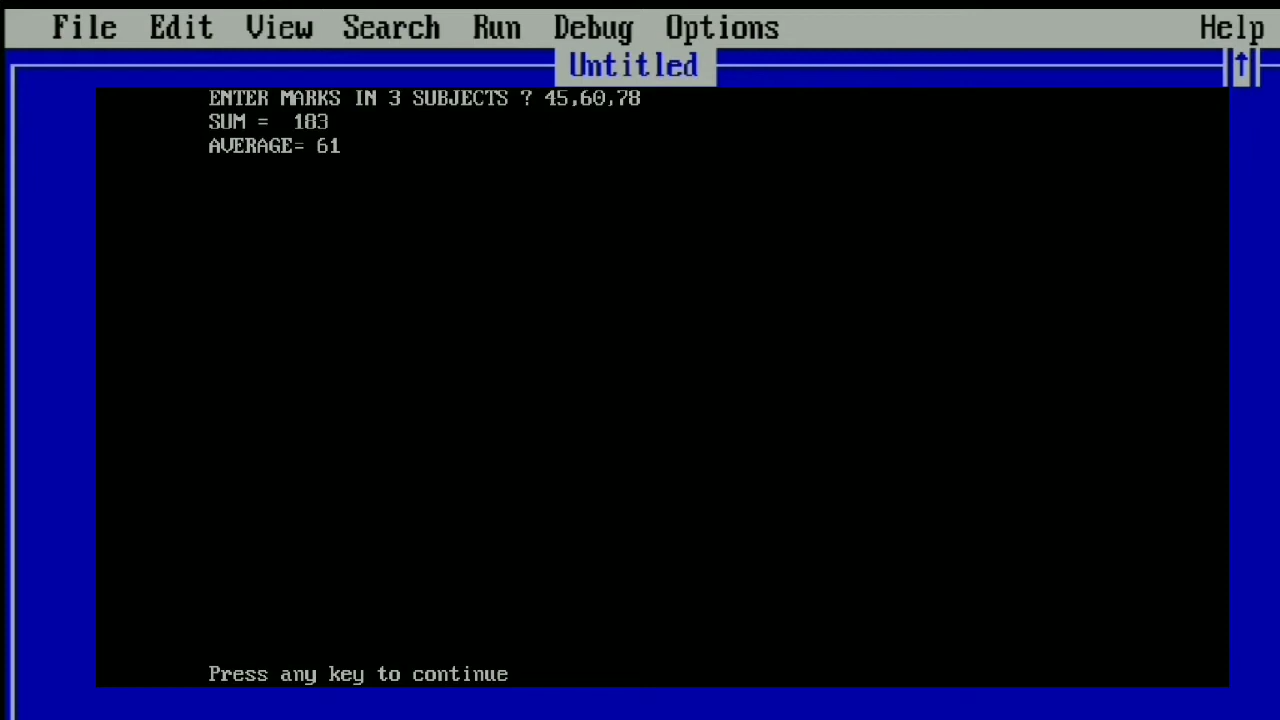 File Edit View Search Run Debug Options Help
Untitled
↑
ENTER MARKS IN 3 SUBJECTS ? 45,60,78
SUM =  183
AVERAGE= 61
Press any key to continue